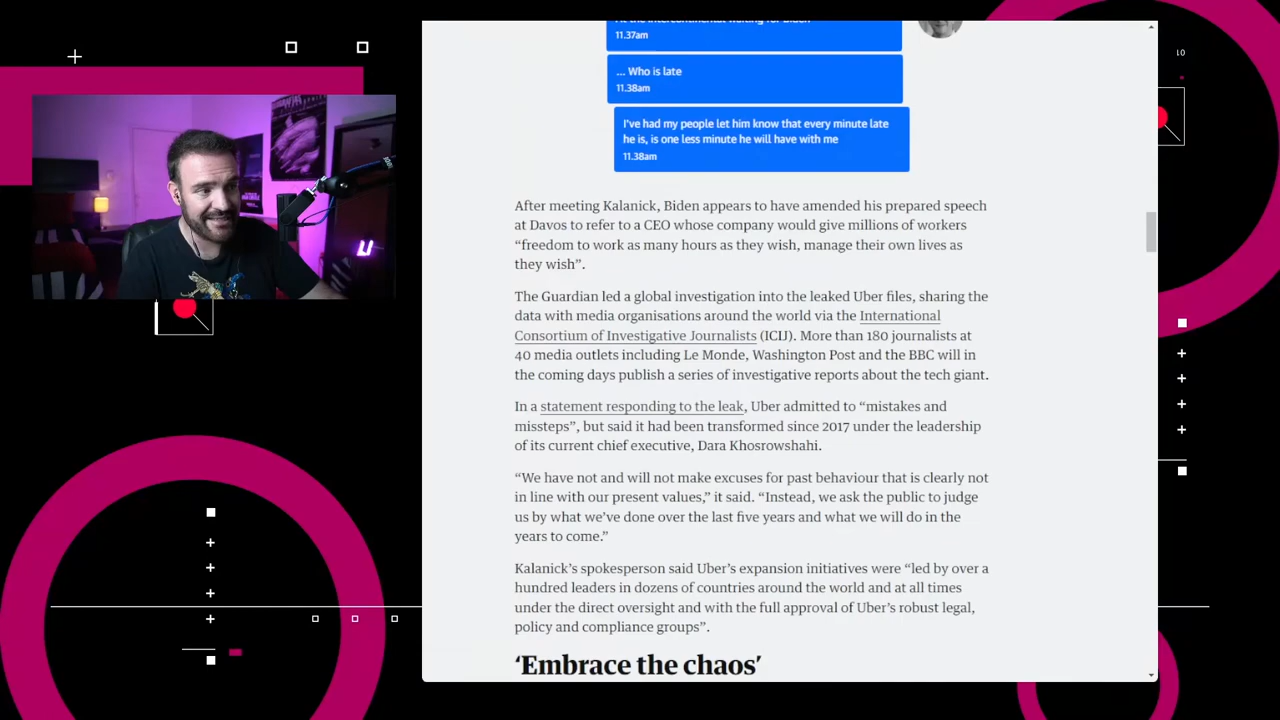 11.37am
... Who is late
11.38am
I've had my people let him know that every minute late
he is, is one less minute he will have with me
11.38am
After meeting Kalanick, Biden appears to have amended his prepared speech
at Davos to refer to a CEO whose company would give millions of workers
“freedom to work as many hours as they wish, manage their own lives as
they wish”.
The Guardian led a global investigation into the leaked Uber files, sharing the
data with media organisations around the world via the International
Consortium of Investigative Journalists (ICIJ). More than 180 journalists at
40 media outlets including Le Monde, Washington Post and the BBC will in
the coming days publish a series of investigative reports about the tech giant.
In a statement responding to the leak, Uber admitted to “mistakes and
missteps”, but said it had been transformed since 2017 under the leadership
of its current chief executive, Dara Khosrowshahi.
“We have not and will not make excuses for past behaviour that is clearly not
in line with our present values,” it said. “Instead, we ask the public to judge
us by what we’ve done over the last five years and what we will do in the
years to come.”
Kalanick’s spokesperson said Uber’s expansion initiatives were “led by over a
hundred leaders in dozens of countries around the world and at all times
under the direct oversight and with the full approval of Uber’s robust legal,
policy and compliance groups”.
‘Embrace the chaos’